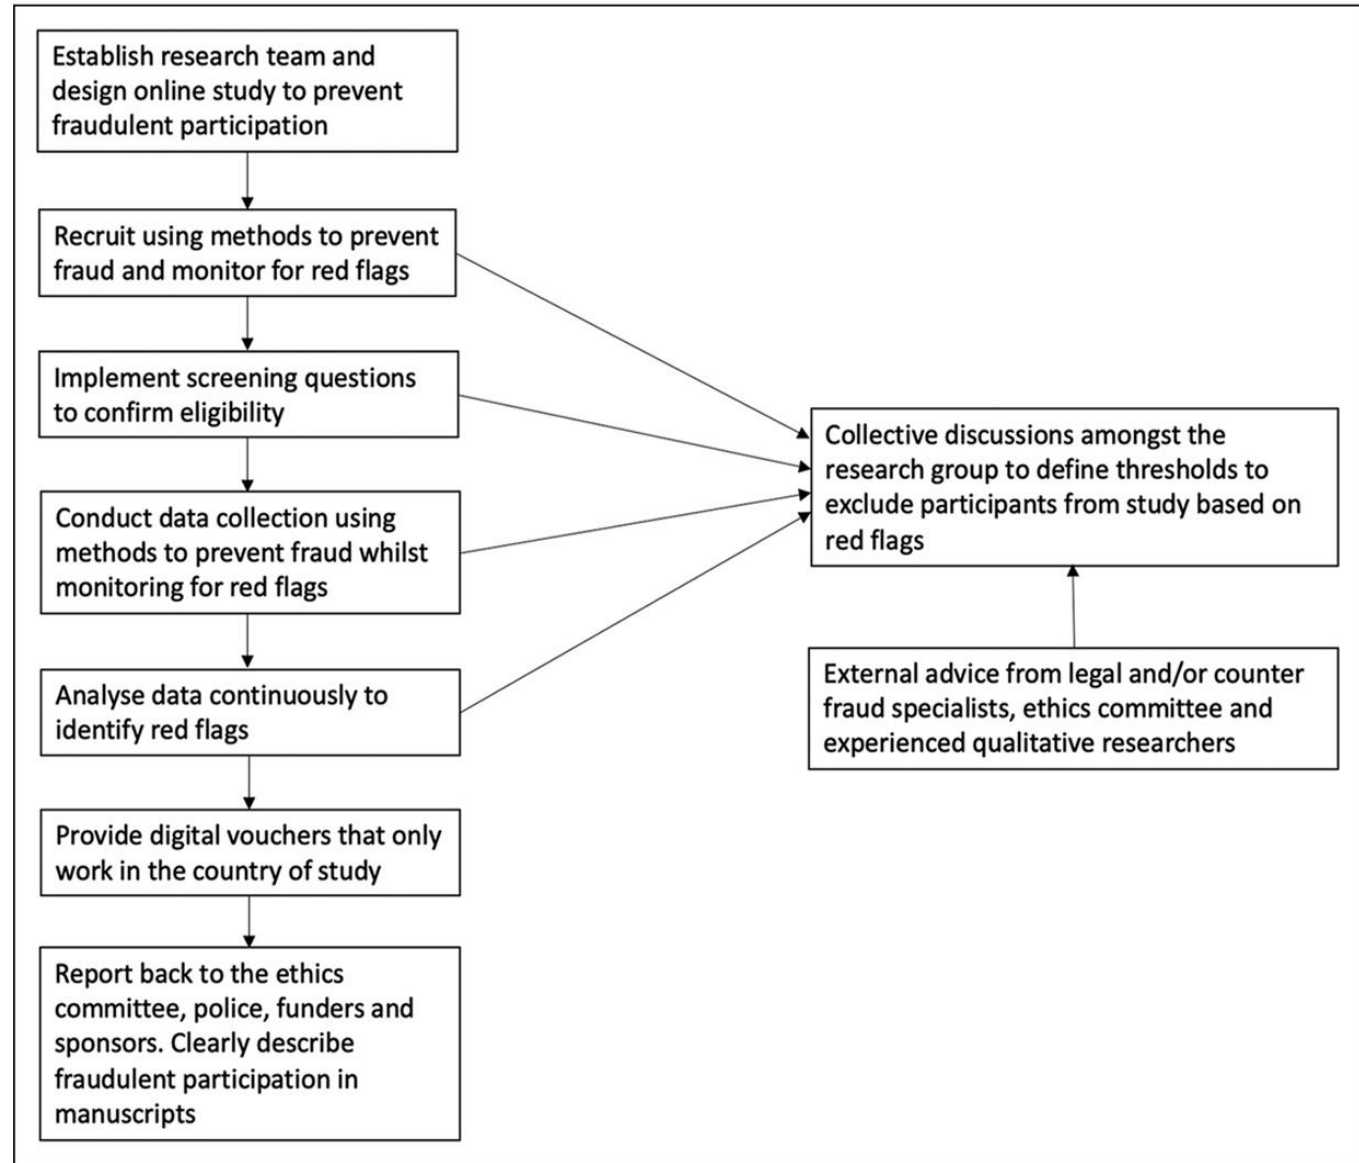 Establish research team and
design online study to prevent
fraudulent participation
Recruit using methods to prevent
fraud and monitor for red flags
Implement screening questions
to confirm eligibility
Conduct data collection using
methods to prevent fraud whilst
monitoring for red flags
Analyse data continuously to
identify red flags
Provide digital vouchers that only
work in the country of study
Report back to the ethics
committee, police, funders and
sponsors. Clearly describe
fraudulent participation in
manuscripts
Collective discussions amongst the
research group to define thresholds to
exclude participants from study based on
red flags
External advice from legal and/or counter
fraud specialists, ethics committee and
experienced qualitative researchers